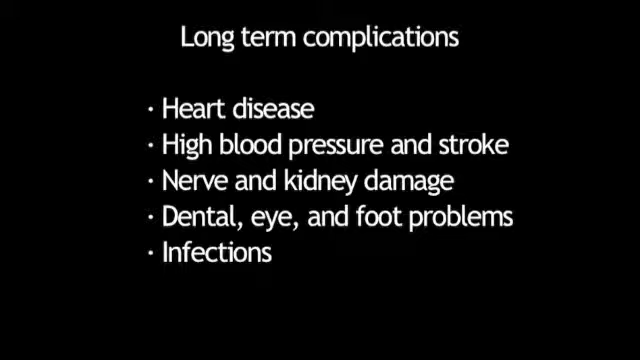 Long term complications
· Heart disease
· High blood pressure and stroke
· Nerve and kidney damage
· Dental, eye, and foot problems
· Infections